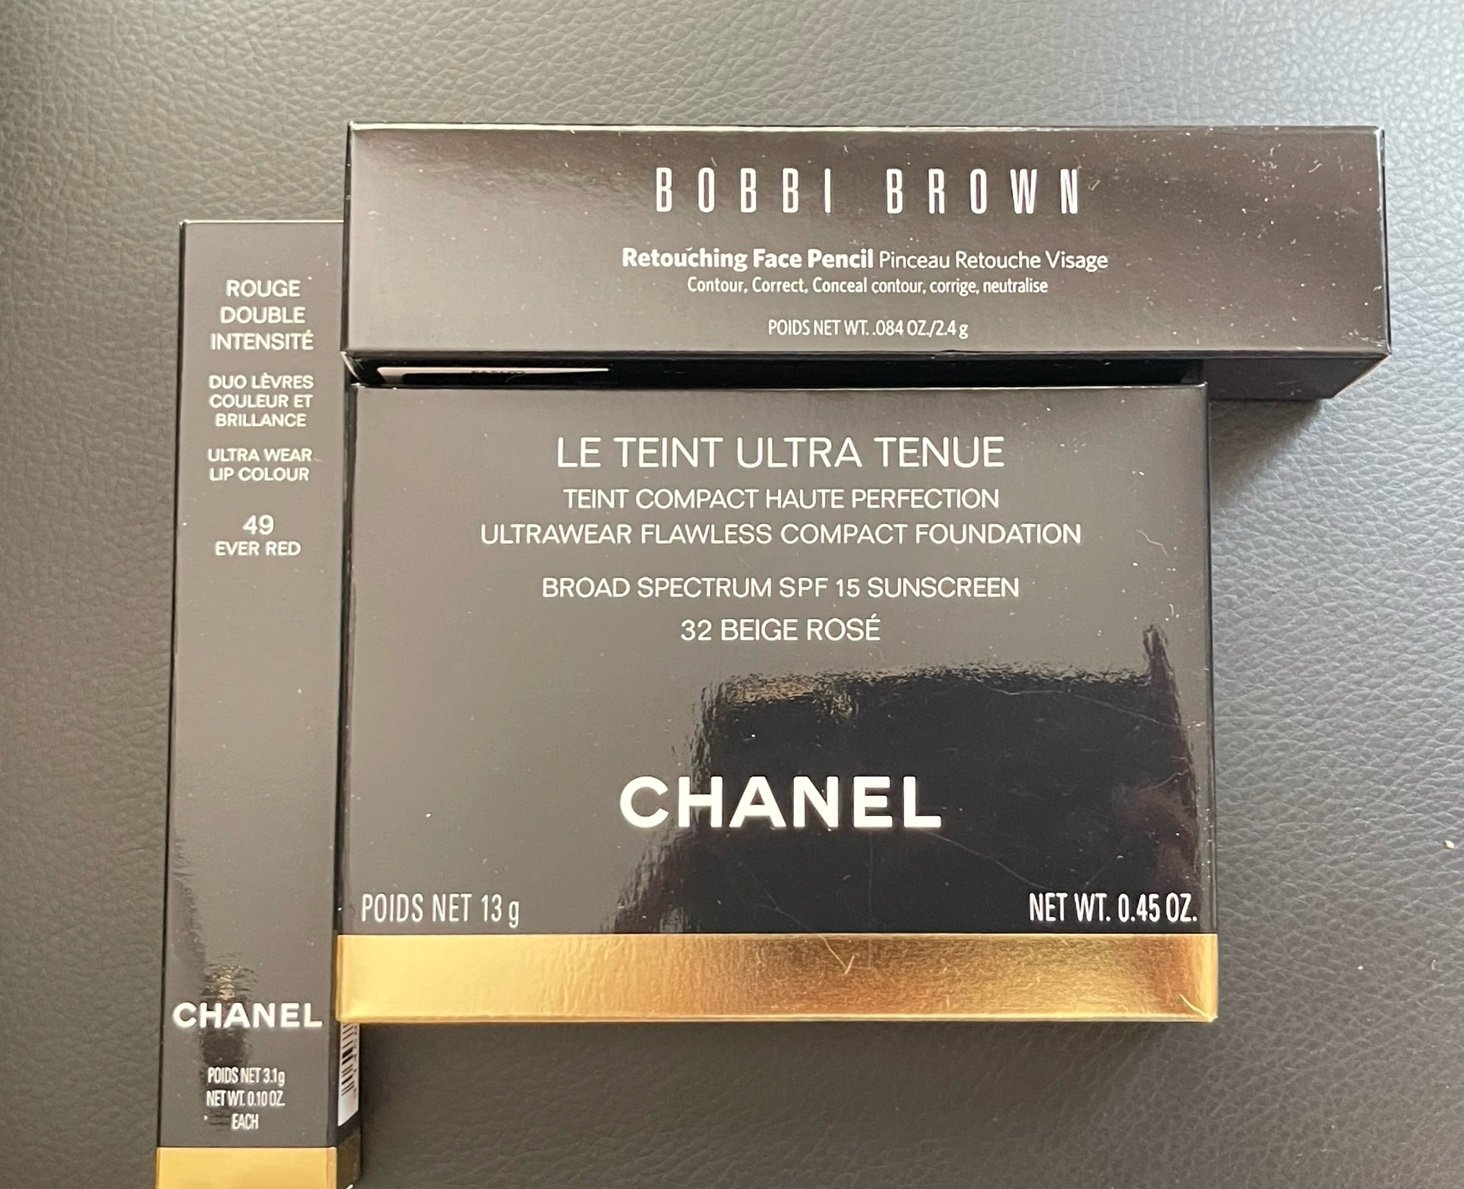 BOBBI BROWN
Retouching Face Pencil Pinceau Retouche Visage
Contour, Correct, Conceal contour, corrige, neutralise
POIDS NET WT. .084 OZ./2.4 g
ROUGE
DOUBLE
INTENSITÉ
DUO LÈVRES
COULEUR ET
BRILLANCE
ULTRA WEAR
LIP COLOUR
49
EVER RED
CHANEL
POIDS NET 3.1g
NET WT. 0.10 OZ.
EACH
LE TEINT ULTRA TENUE
TEINT COMPACT HAUTE PERFECTION
ULTRAWEAR FLAWLESS COMPACT FOUNDATION
BROAD SPECTRUM SPF 15 SUNSCREEN
32 BEIGE ROSÉ
CHANEL
POIDS NET 13 g
NET WT. 0.45 OZ.